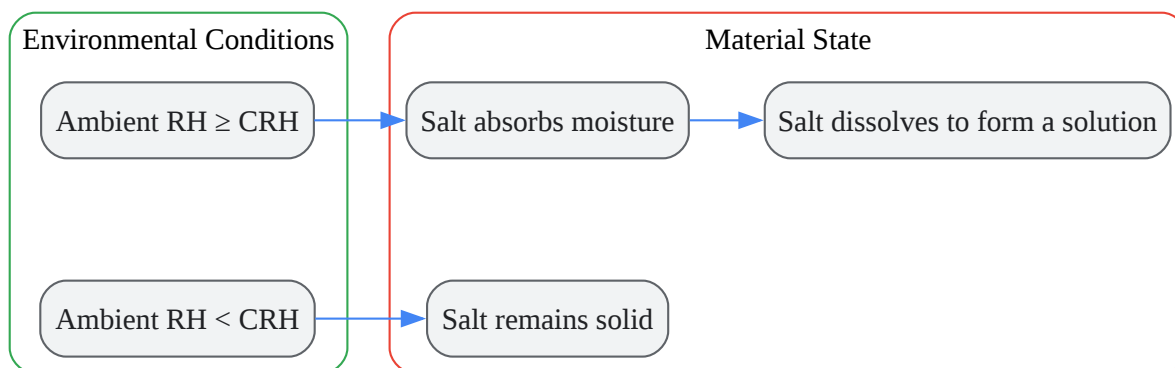 Environmental Conditions
Material State
Ambient RH ≥ CRH
Salt absorbs moisture
Salt dissolves to form a solution
Ambient RH < CRH
Salt remains solid